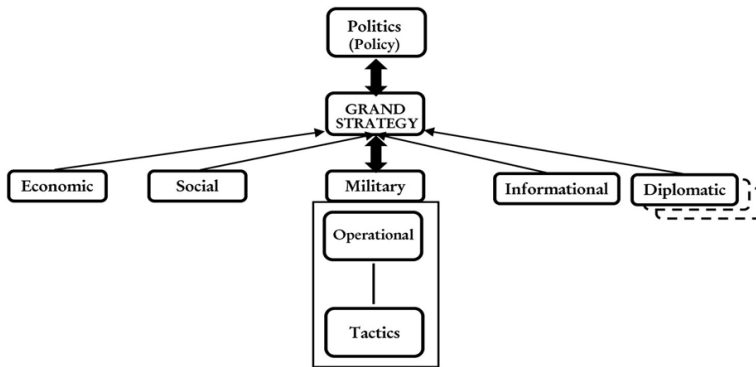 Politics
(Policy)
GRAND
STRATEGY
Economic
Social
Military
Informational
Diplomatic
Operational
Tactics